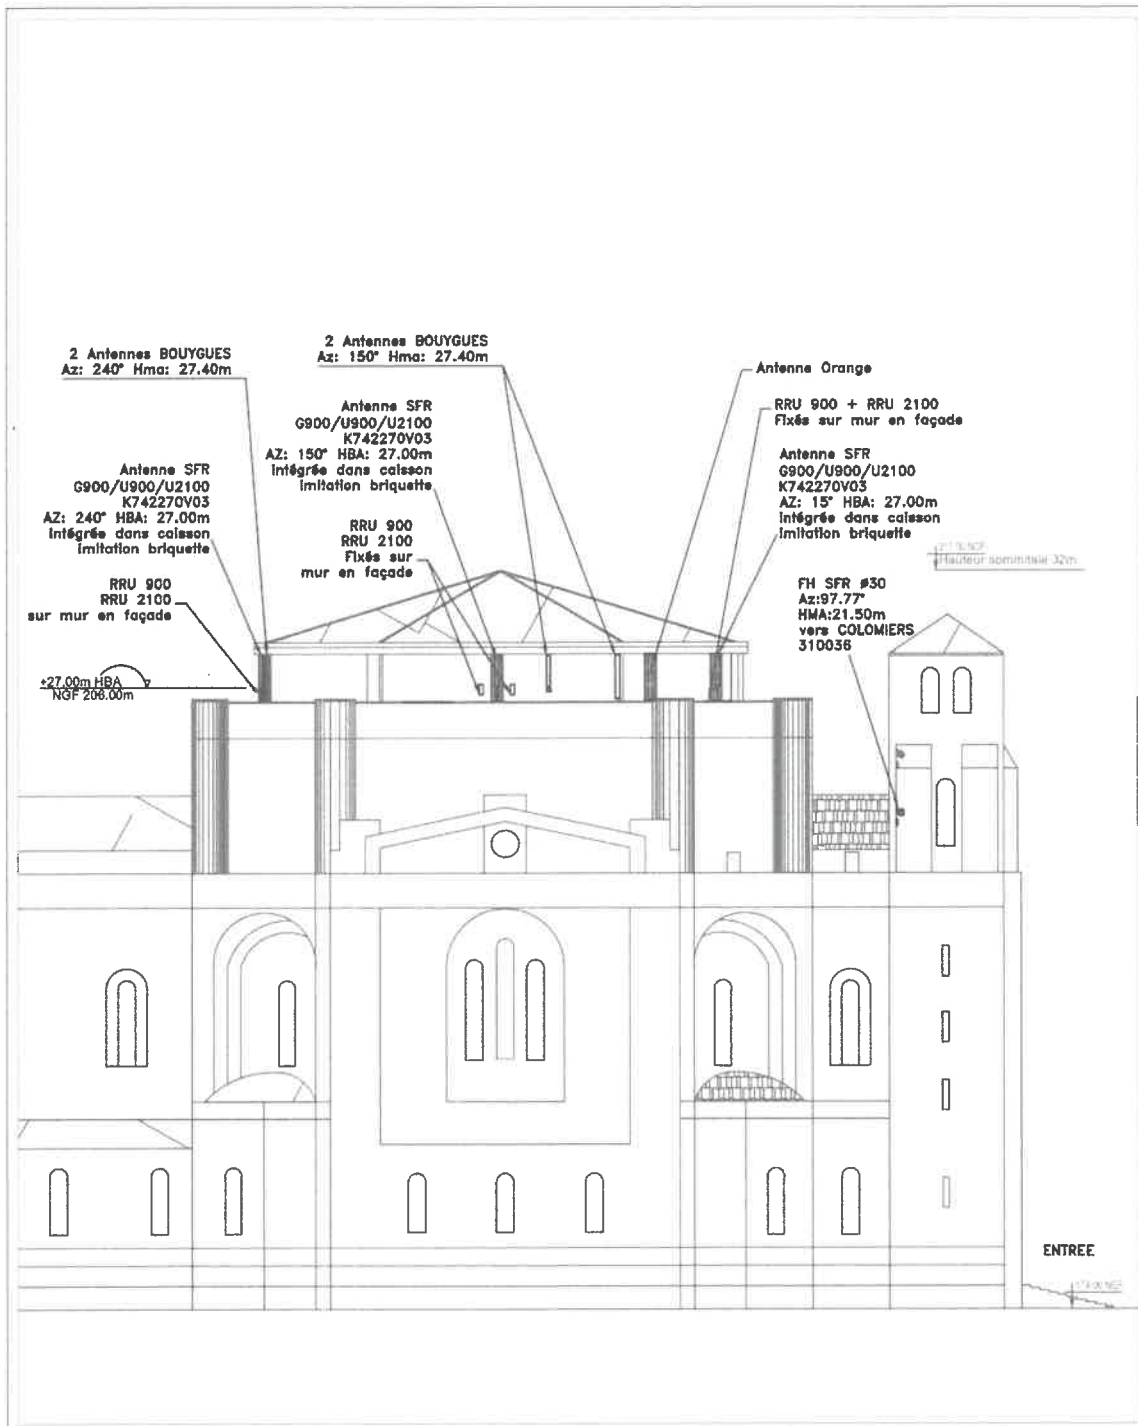 2 Antennes BOUYGUES
Az: 240° Hma: 27.40m
2 Antennes BOUYGUES
Az: 150° Hma: 27.40m
Antenne Orange
RRU 900 + RRU 2100
Fixés sur mur en façade
Antenne SFR
G900/U900/U2100
K742270V03
AZ: 150° HBA: 27.00m
Intégrée dans caisson
imitation briquette
Antenne SFR
G900/U900/U2100
K742270V03
AZ: 15° HBA: 27.00m
Intégrée dans caisson
imitation briquette
Antenne SFR
G900/U900/U2100
K742270V03
AZ: 240° HBA: 27.00m
Intégrée dans caisson
imitation briquette
RRU 900
RRU 2100
Fixés sur
mur en façade
Hauteur sommitale 32m
RRU 900
RRU 2100
sur mur en façade
FH SFR ø30
Az:97.77°
HMA:21.50m
vers COLOMIERS
310036
+27.00m HBA
NGF 206.00m
ENTREE